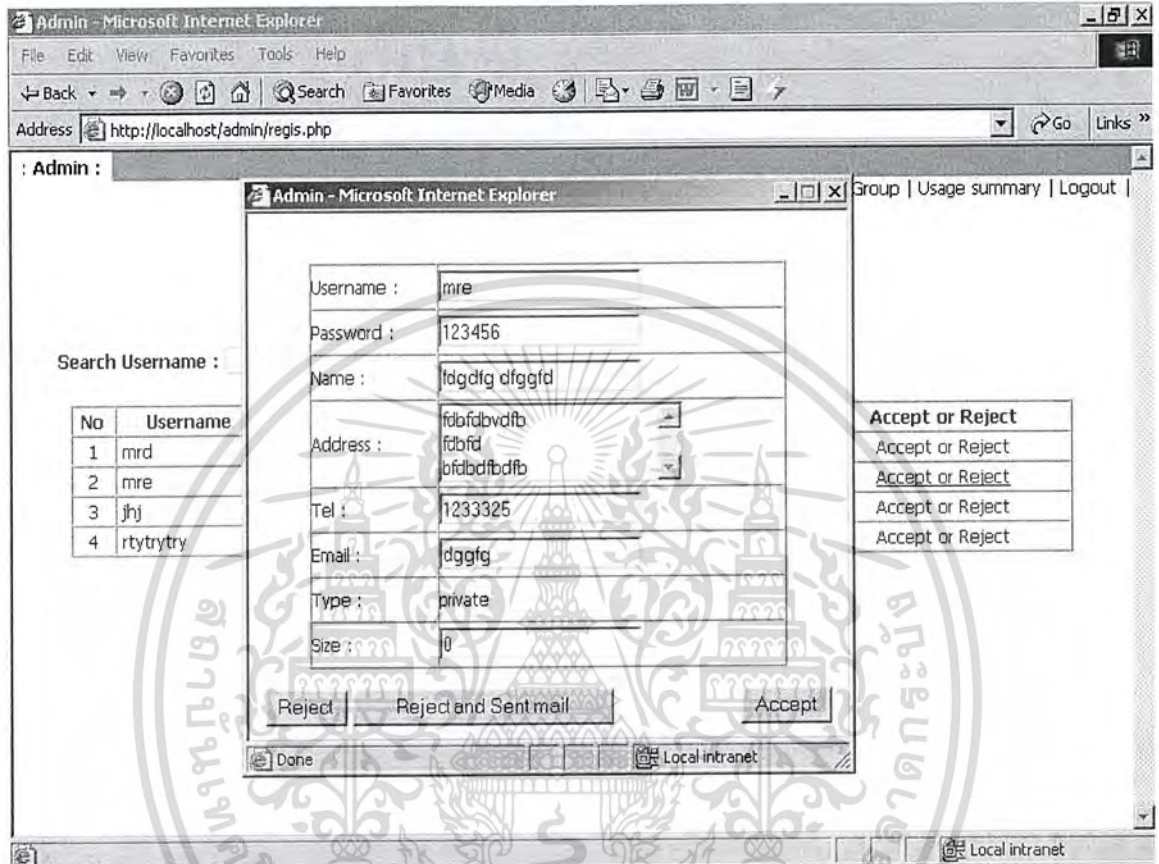 Admin - Microsoft Internet Explorer
File Edit View Favorites Tools Help
Back Search Favorites Media
Address http://localhost/admin/regis.php Go Links »
: Admin :
Group | Usage summary | Logout |
Search Username :
No Username Accept or Reject
1 mrd Accept or Reject
2 mre Accept or Reject
3 jhj Accept or Reject
4 rtytrytry Accept or Reject
Admin - Microsoft Internet Explorer
Username : mre
Password : 123456
Name : fdgdfg dfggfd
Address : fdbfdbvdfb
fdbfd
bfdbdfbdfb
Tel : 1233325
Email : dggfg
Type : private
Size : 0
Reject Reject and Sent mail Accept
Done Local intranet
Local intranet